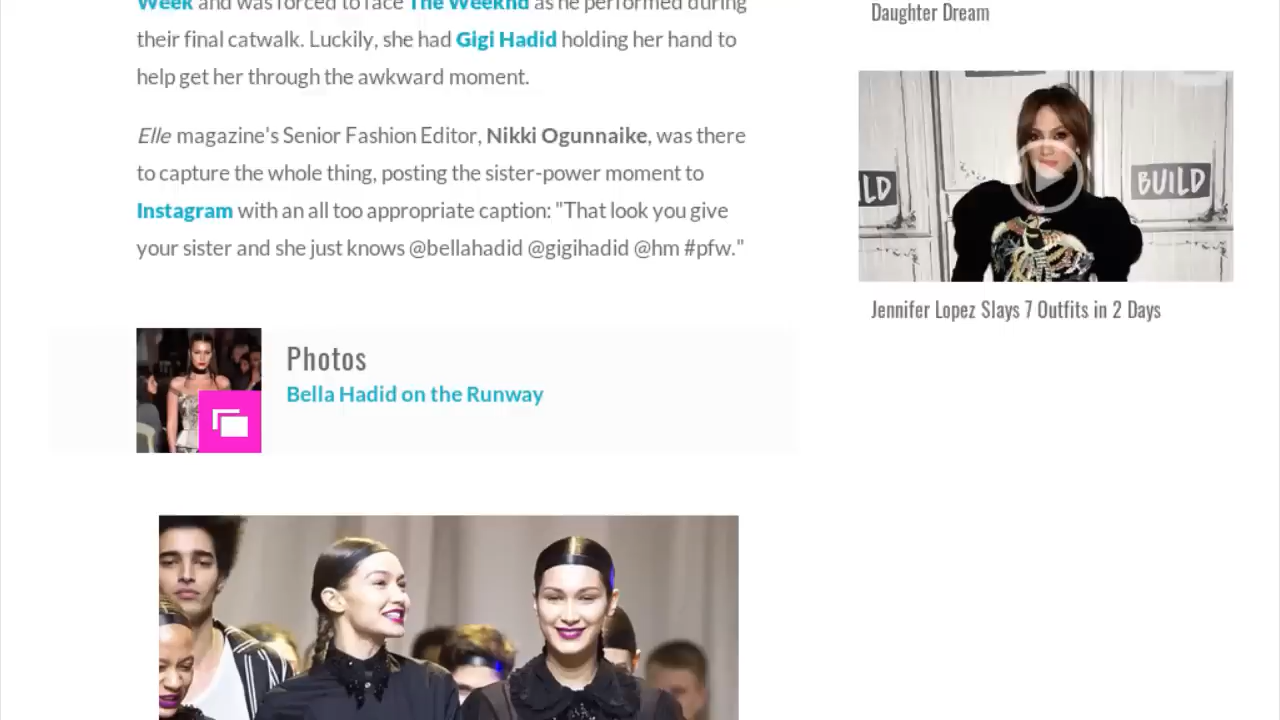 Week and was forced to face The Weeknd as he performed during
their final catwalk. Luckily, she had Gigi Hadid holding her hand to
help get her through the awkward moment.
Elle magazine's Senior Fashion Editor, Nikki Ogunnaike, was there
to capture the whole thing, posting the sister-power moment to
Instagram with an all too appropriate caption: "That look you give
your sister and she just knows @bellahadid @gigihadid @hm #pfw."
Photos
Bella Hadid on the Runway
Daughter Dream
LD
BUILD
Jennifer Lopez Slays 7 Outfits in 2 Days